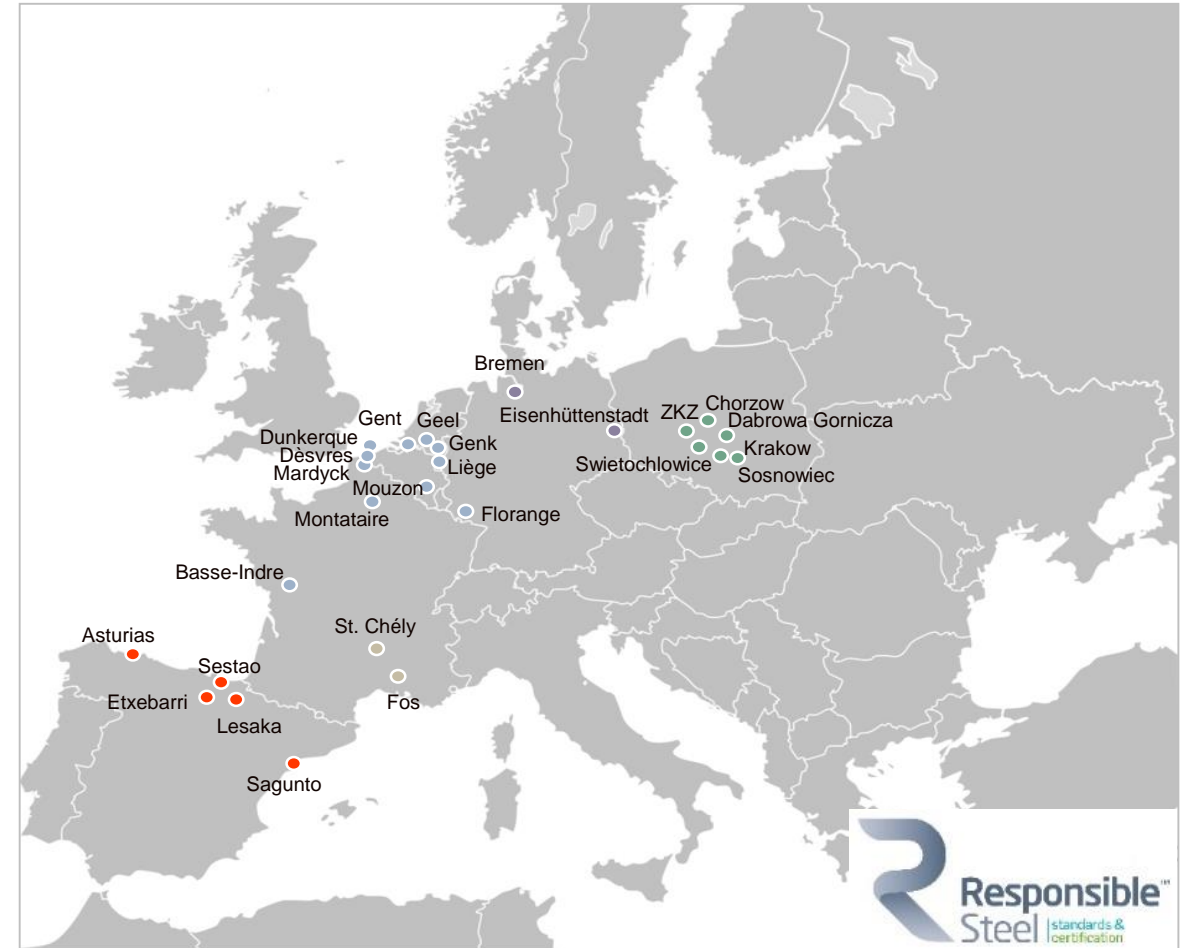 Bremen
Eisenhüttenstadt
ZKZ
Chorzow
Dabrowa Gornicza
Krakow
Swietochlowice
Sosnowiec
Gent
Geel
Dunkerque
Genk
Dèsvres
Liège
Mardyck
Mouzon
Montataire
Florange
Basse-Indre
St. Chély
Fos
Asturias
Sestao
Etxebarri
Lesaka
Sagunto
Responsible™
Steel
standards &
certification